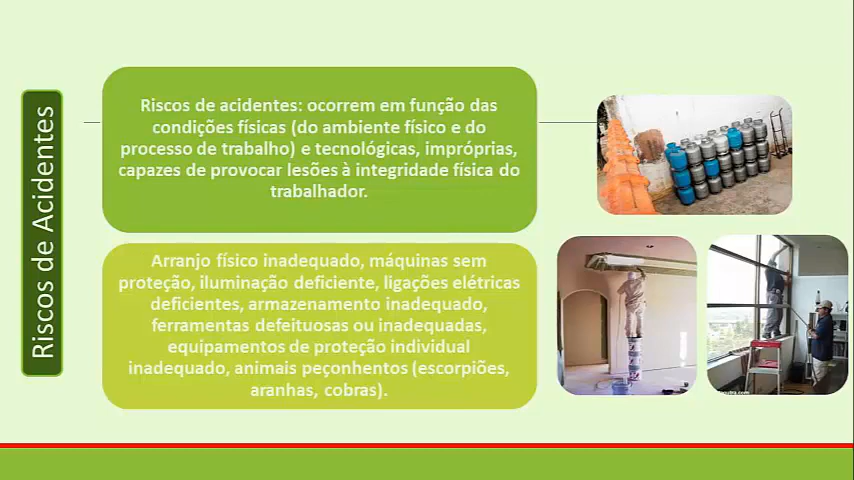 Riscos de Acidentes
Riscos de acidentes: ocorrem em função das
condições físicas (do ambiente físico e do
processo de trabalho) e tecnológicas, impróprias,
capazes de provocar lesões à integridade física do
trabalhador.
Arranjo físico inadequado, máquinas sem
proteção, iluminação deficiente, ligações elétricas
deficientes, armazenamento inadequado,
ferramentas defeituosas ou inadequadas,
equipamentos de proteção individual
inadequado, animais peçonhentos (escorpiões,
aranhas, cobras).